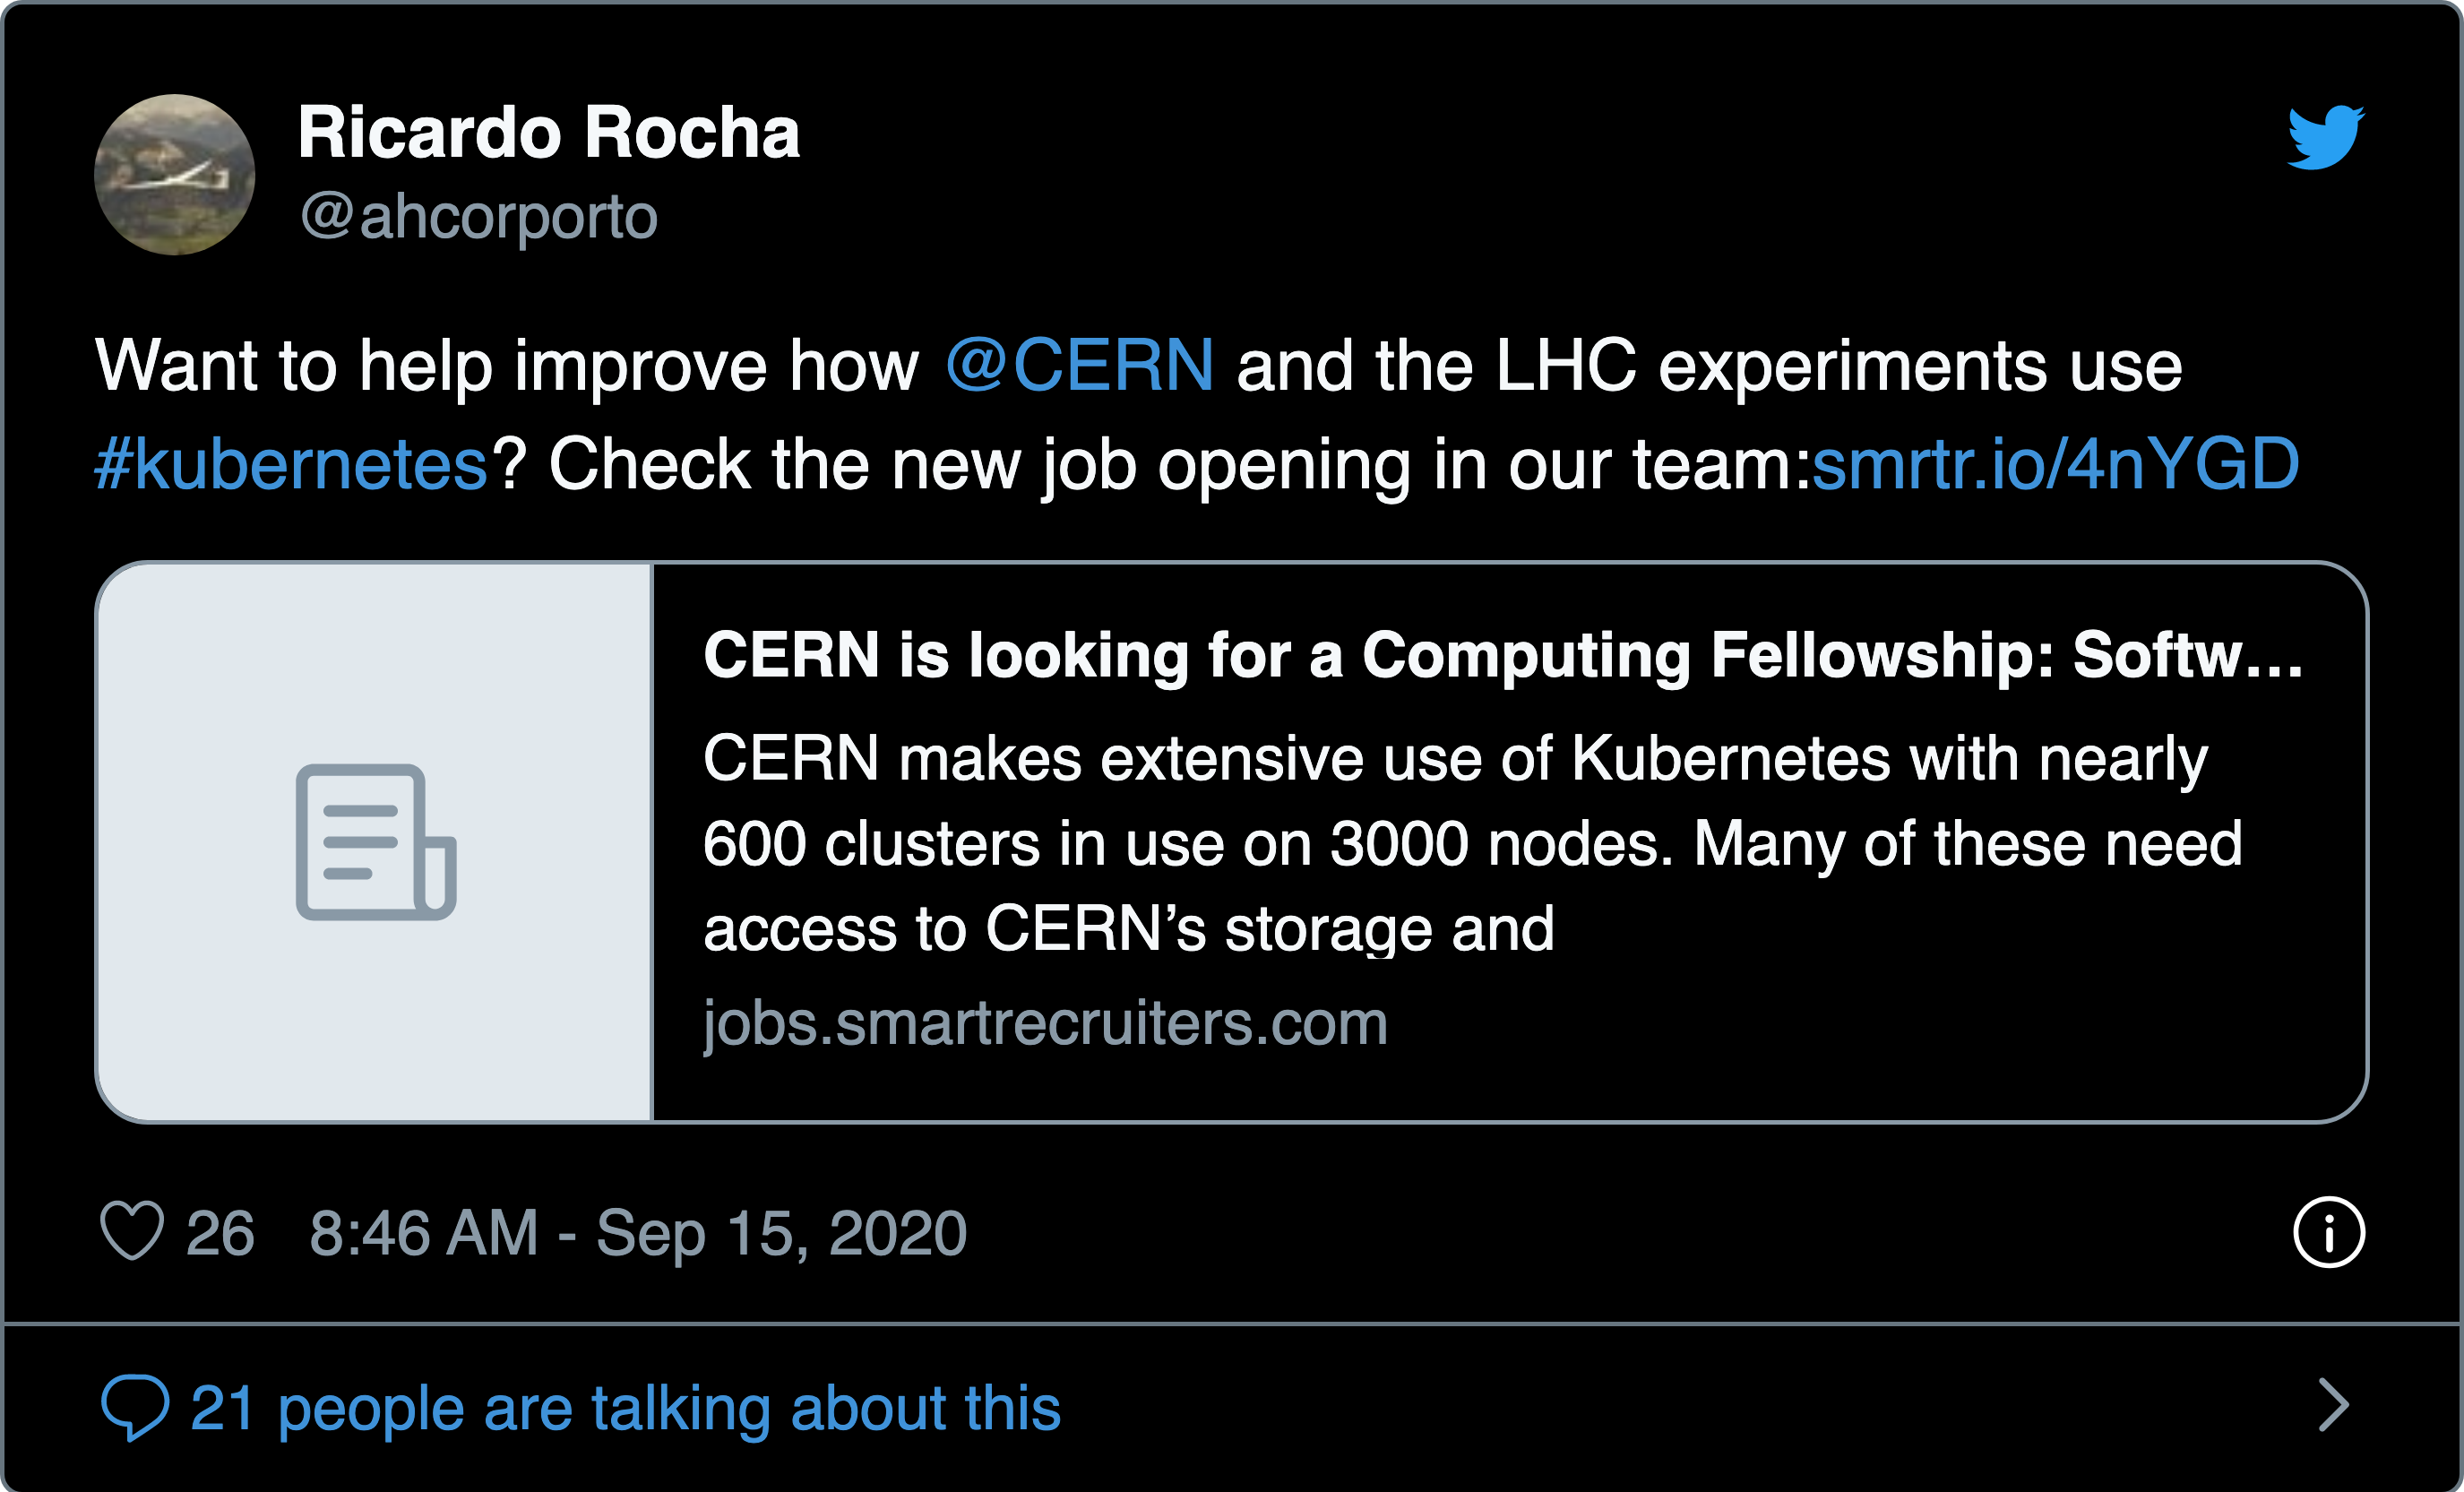 Ricardo Rocha
@ahcorporto
Want to help improve how @CERN and the LHC experiments use
#kubernetes? Check the new job opening in our team:smrtr.io/4nYGD
CERN is looking for a Computing Fellowship: Softw...
CERN makes extensive use of Kubernetes with nearly
600 clusters in use on 3000 nodes. Many of these need
access to CERN’s storage and
jobs.smartrecruiters.com
26 8:46 AM - Sep 15, 2020
21 people are talking about this